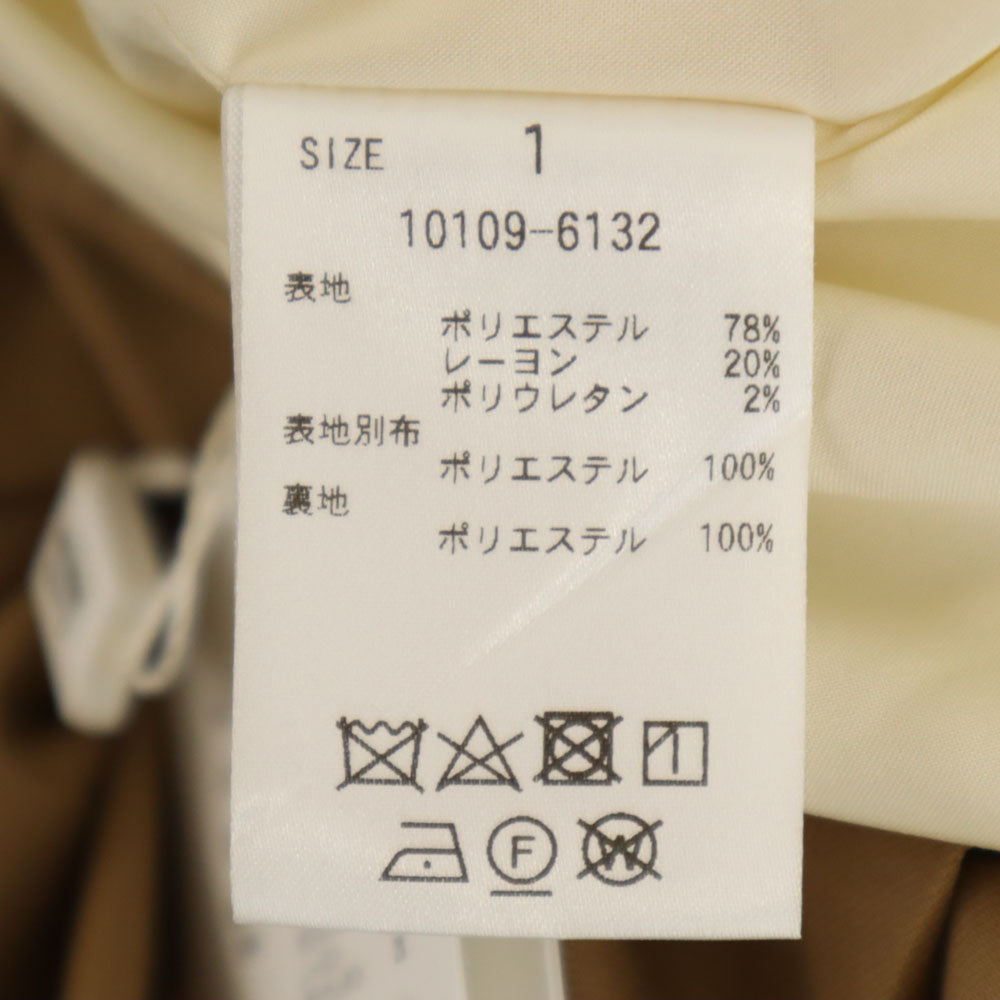 SIZE 1
10109-6132
表地
ポリエステル 78%
レーヨン 20%
ポリウレタン 2%
表地別布
ポリエステル 100%
裏地
ポリエステル 100%
F W